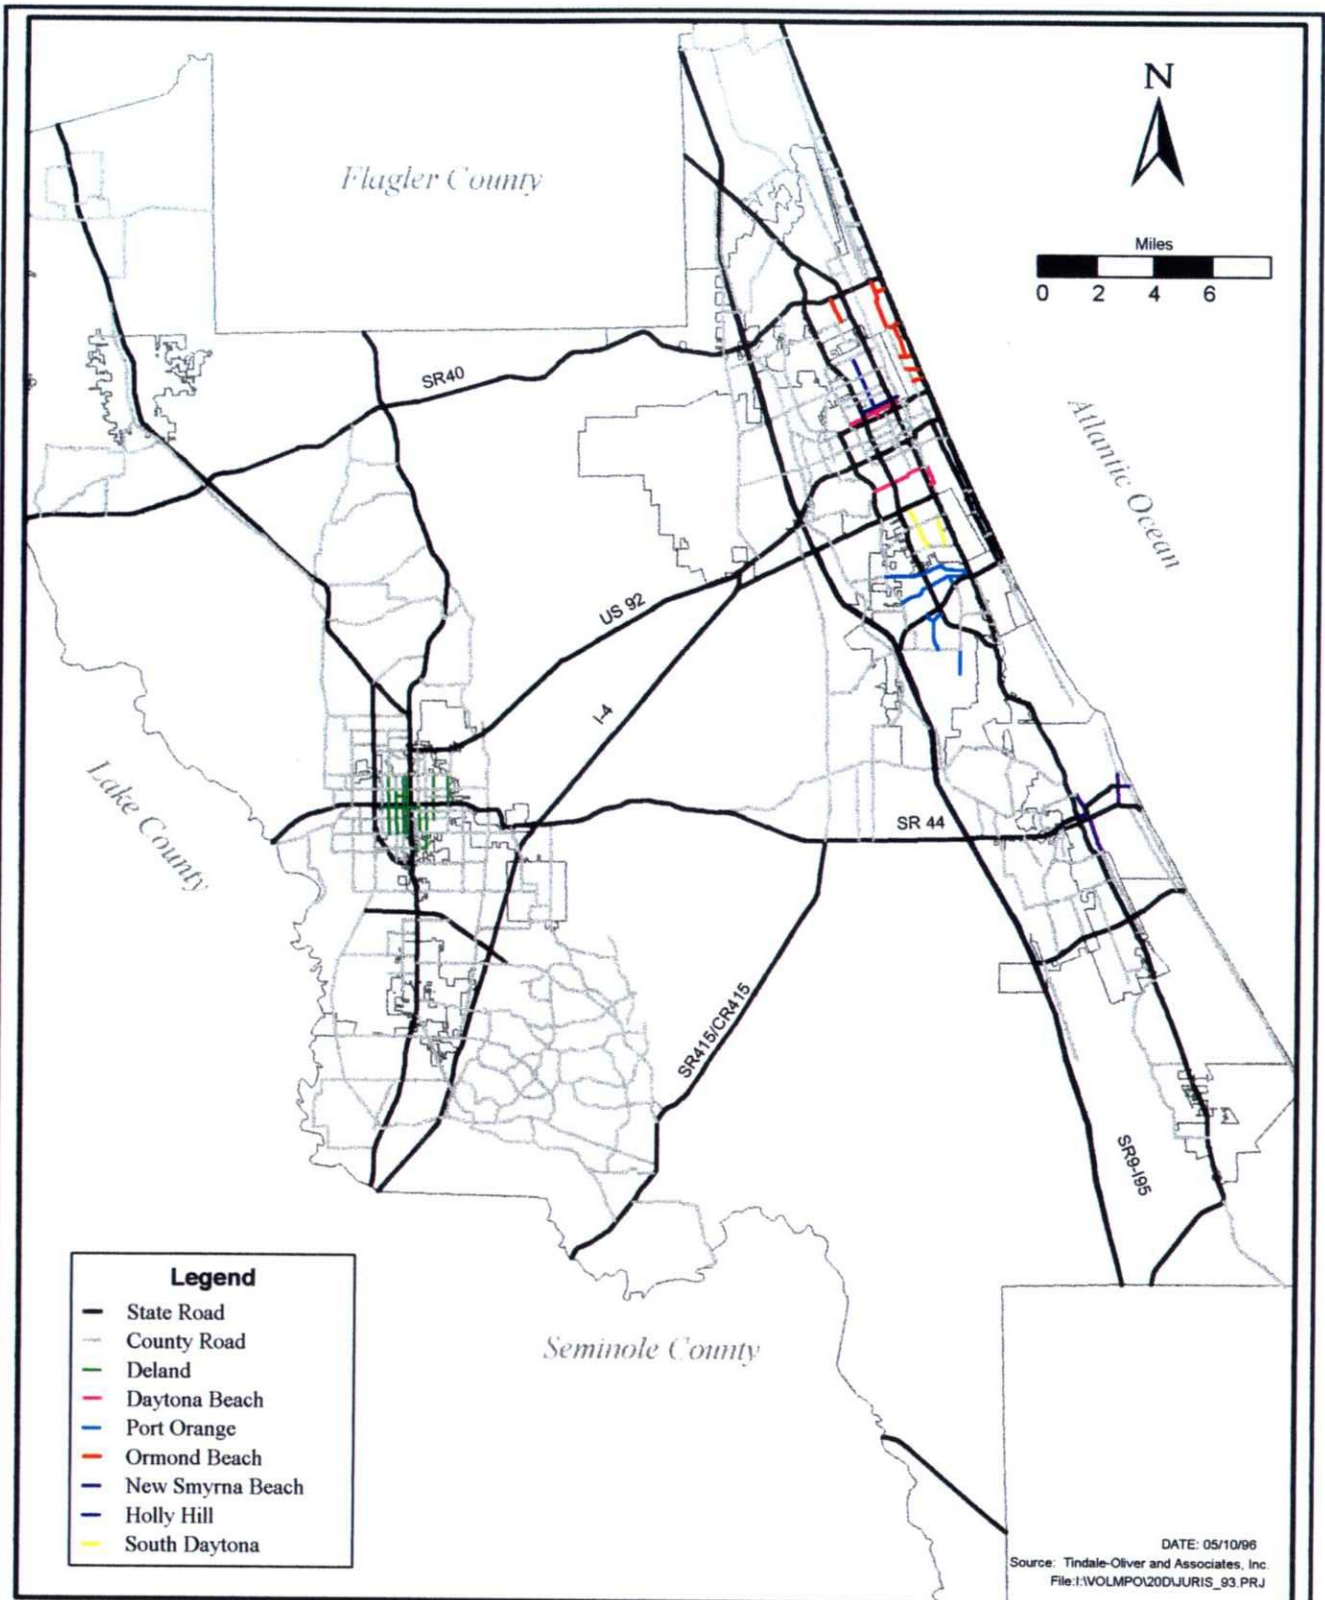 N
Flagler County
Miles
0 2 4 6
SR40
Atlantic Ocean
US 92
I-4
Lake County
SR 44
SR415/CR415
SR9-I95
Legend
State Road
County Road
Deland
Daytona Beach
Port Orange
Ormond Beach
New Smyrna Beach
Holly Hill
South Daytona
Seminole County
DATE: 05/10/96
Source: Tindale-Oliver and Associates, Inc.
File:I:\VOLMPO\20D\JURIS_93.PRJ